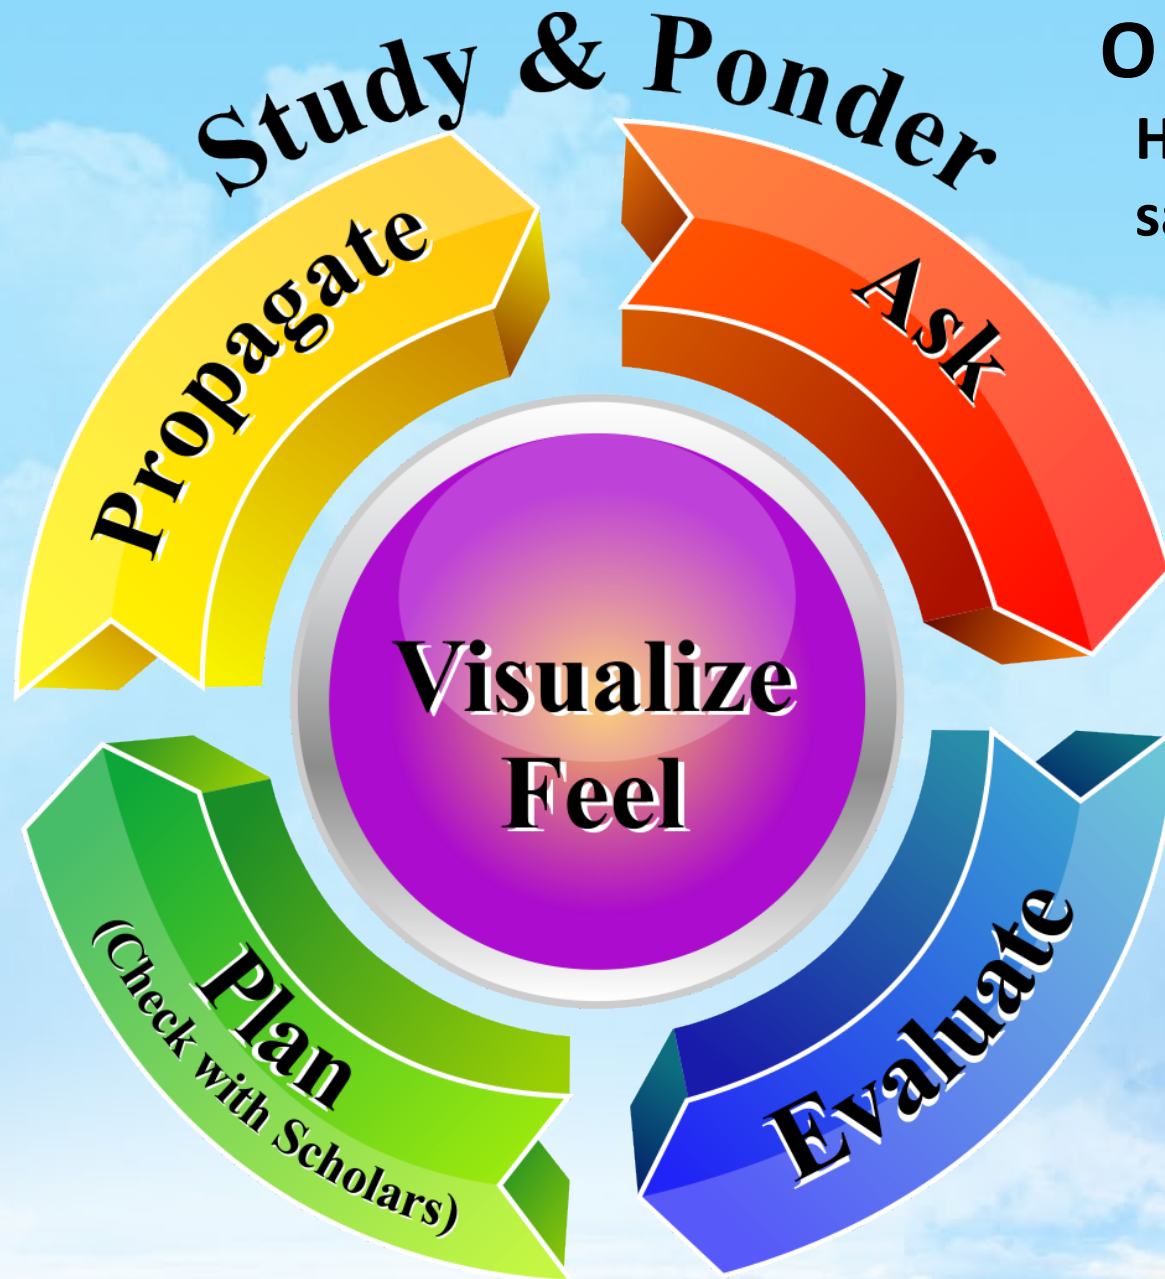 Study & Ponder
Ask
Evaluate
Plan
(Check with Scholars)
Propagate
Visualize
Feel